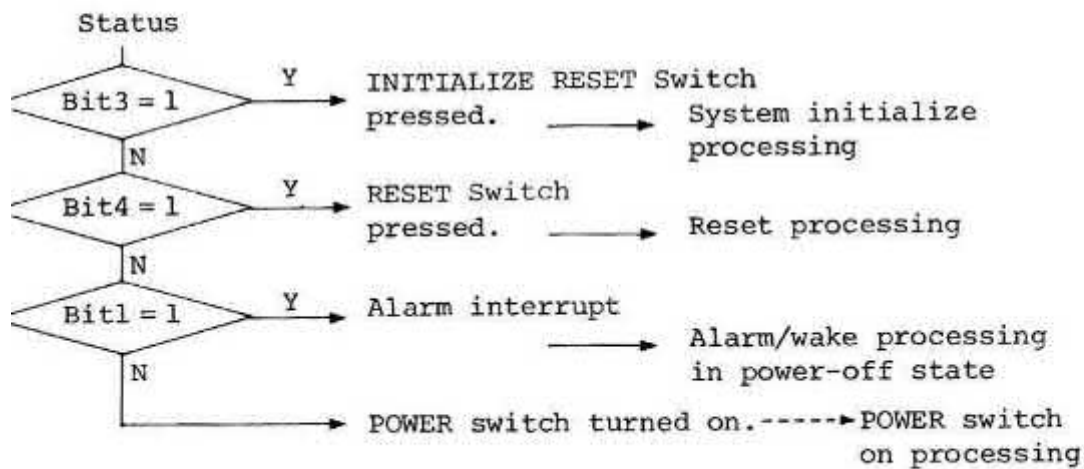 Status
Bit3 = 1
Y
INITIALIZE RESET Switch
pressed.
System initialize
processing
N
Bit4 = 1
Y
RESET Switch
pressed.
Reset processing
N
Bit1 = 1
Y
Alarm interrupt
Alarm/wake processing
in power-off state
N
POWER switch turned on.
POWER switch
on processing